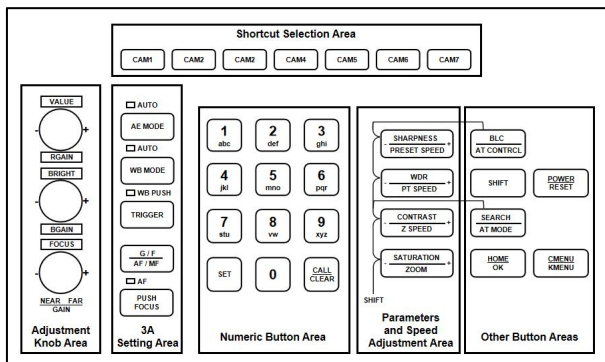 Shortcut Selection Area
CAM1 CAM2 CAM2 CAM4 CAM5 CAM6 CAM7
VALUE
- +
RGAIN
BRIGHT
- +
BGAIN
FOCUS
- +
NEAR FAR
GAIN
Adjustment
Knob Area
AUTO
AE MODE
AUTO
WB MODE
WB PUSH
TRIGGER
G / F
AF / MF
AF
PUSH
FOCUS
3A
Setting Area
1 2 3
abc def ghi
4 5 6
jkl mno pqr
7 8 9
stu vw xyz
SET 0 CALL
CLEAR
Numeric Button Area
SHARPNESS
- +
PRESET SPEED
WDR
- +
PT SPEED
CONTRAST
- +
Z SPEED
SATURATION
- +
ZOOM
SHIFT
Parameters
and Speed
Adjustment Area
BLC
AT CONTRCL
SHIFT
POWER
RESET
SEARCH
AT MODE
HOME
OK
CMENU
KMENU
Other Button Areas